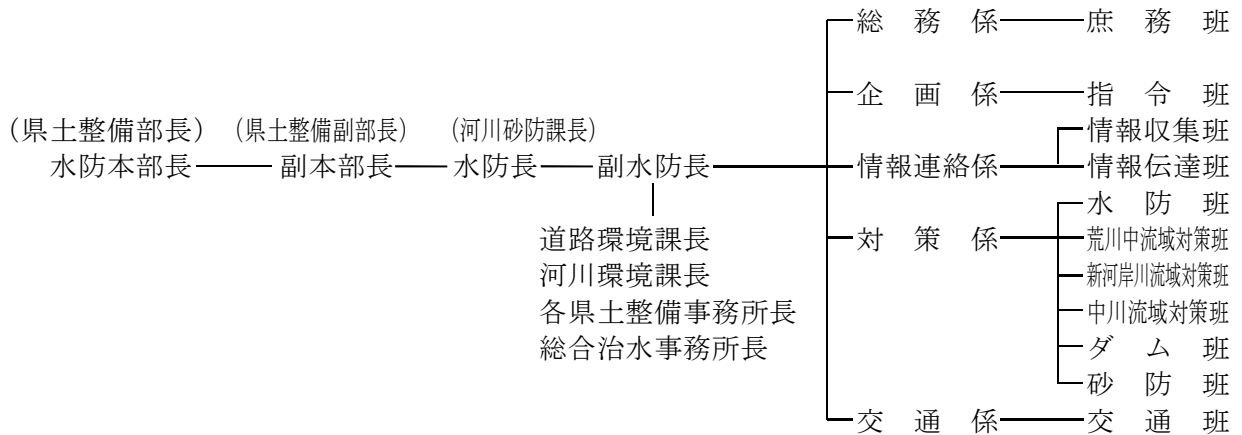 総務係 庶務班
企画係 指令班
(県土整備部長) (県土整備副部長) (河川砂防課長) 情報収集班
水防本部長 副本部長 水防長 副水防長 情報連絡係 情報伝達班
水防班
道路環境課長 対策係 荒川中流域対策班
河川環境課長 新河岸川流域対策班
各県土整備事務所長 中川流域対策班
総合治水事務所長 ダム班
砂防班
交通係 交通班